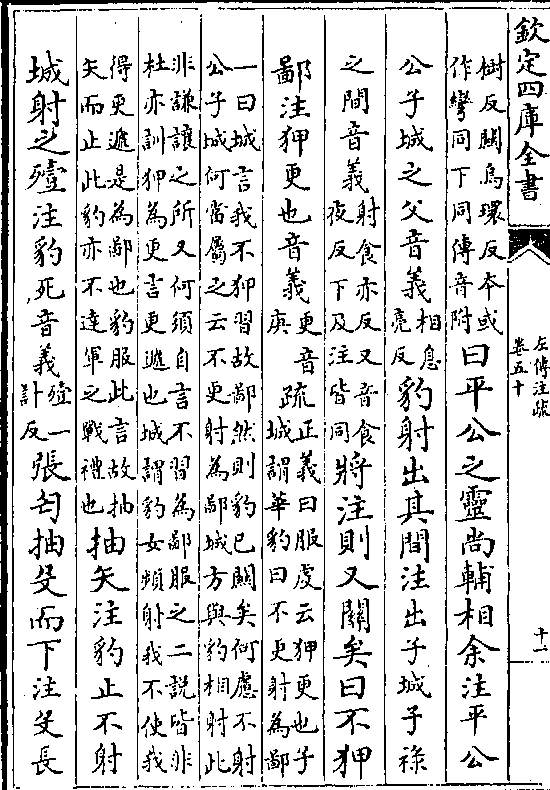 欽定四庫全書
左傳注疏
卷五十
十一
樹反關烏環反本或
作彎同下同傳音附
曰平公之靈尚輔相余注平公
公子城之父音義
相息
亮反
豹射出其間注出子城子祿
之間音義
射食亦反又音食
夜反下及注皆同
將注則又關矣曰不狎
鄙注狎更也音義
更音
庚
疏
正義曰服虔云狎更也子
城謂華豹曰不更射為鄙
一曰城言我不狎習故鄙然則豹已關矣何慮不射
公子城何當屬之云不更射為鄙城方與豹相射此
非謙讓之所又何須自言不習為鄙服之二說皆非
杜亦訓狎為更言更遞也城謂豹女頻射我不使我
得更遞是為鄙也豹服此言故抽
矢而止此豹亦不達軍之戰禮也
抽矢注豹止不射
城射之殪注豹死音義
殪一
計反
張匄抽殳而下注殳長